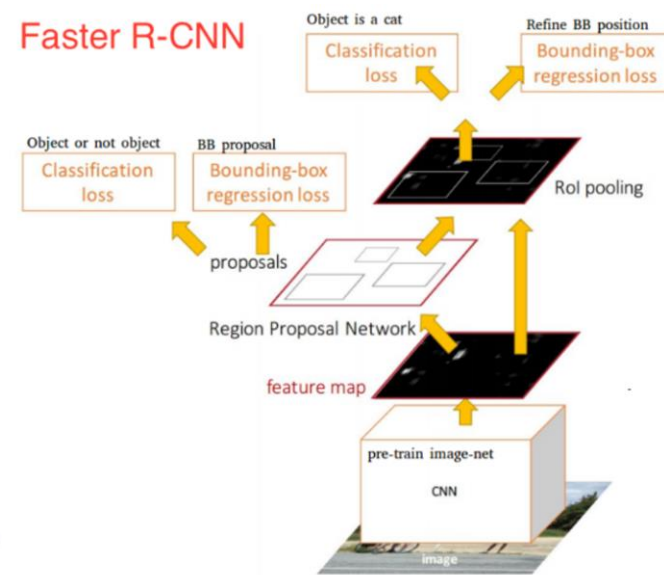 Faster R-CNN
Object is a cat
Classification
loss
Refine BB position
Bounding-box
regression loss
Object or not object
Classification
loss
BB proposal
Bounding-box
regression loss
RoI pooling
proposals
Region Proposal Network
feature map
pre-train image-net
CNN
image